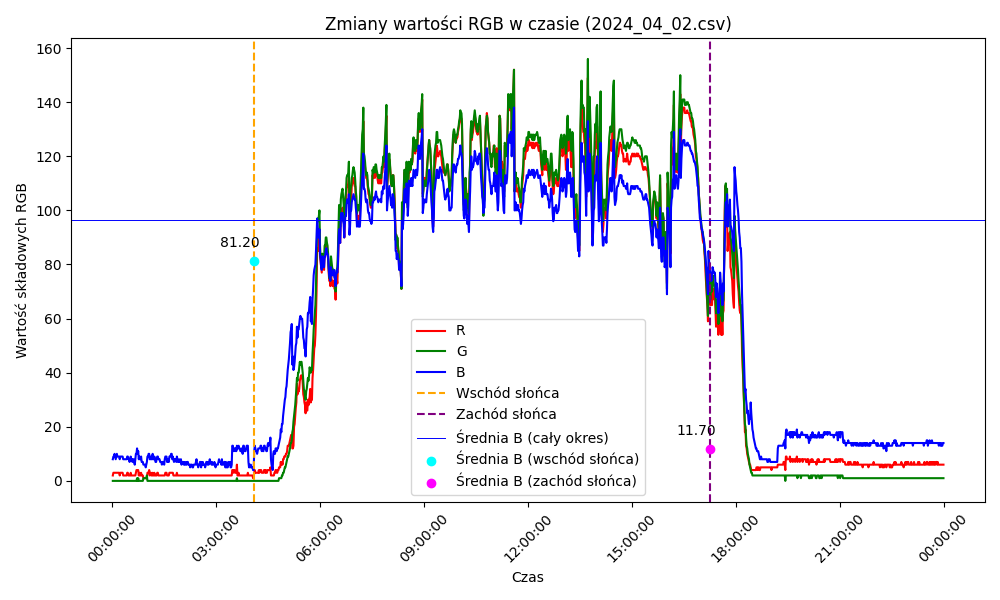 Zmiany wartości RGB w czasie (2024_04_02.csv)
Wartość składowych RGB
160
140
120
100
80
60
40
20
0
81.20
11.70
R
G
B
Wschód słońca
Zachód słońca
Średnia B (cały okres)
Średnia B (wschód słońca)
Średnia B (zachód słońca)
00:00:00
03:00:00
06:00:00
09:00:00
12:00:00
15:00:00
18:00:00
21:00:00
00:00:00
Czas